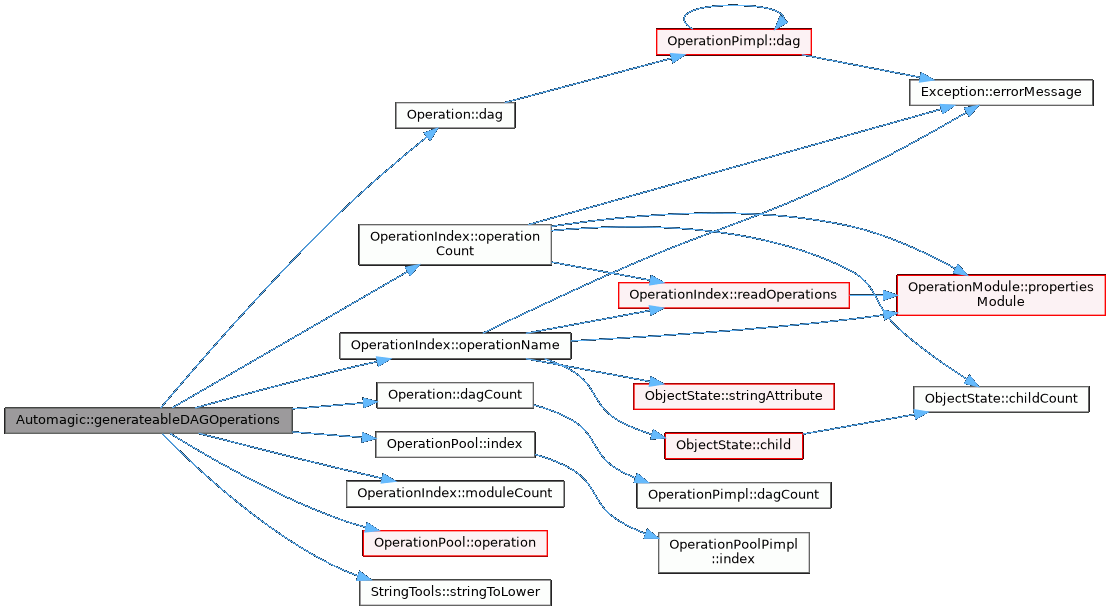 OperationPimpl::dag
Exception::errorMessage
Operation::dag
OperationIndex::operation
Count
OperationModule::properties
Module
OperationIndex::readOperations
OperationIndex::operationName
ObjectState::stringAttribute
Operation::dagCount
ObjectState::childCount
Automagic::generateableDAGOperations
OperationPool::index
ObjectState::child
OperationIndex::moduleCount
OperationPimpl::dagCount
OperationPool::operation
OperationPoolPimpl
::index
StringTools::stringToLower